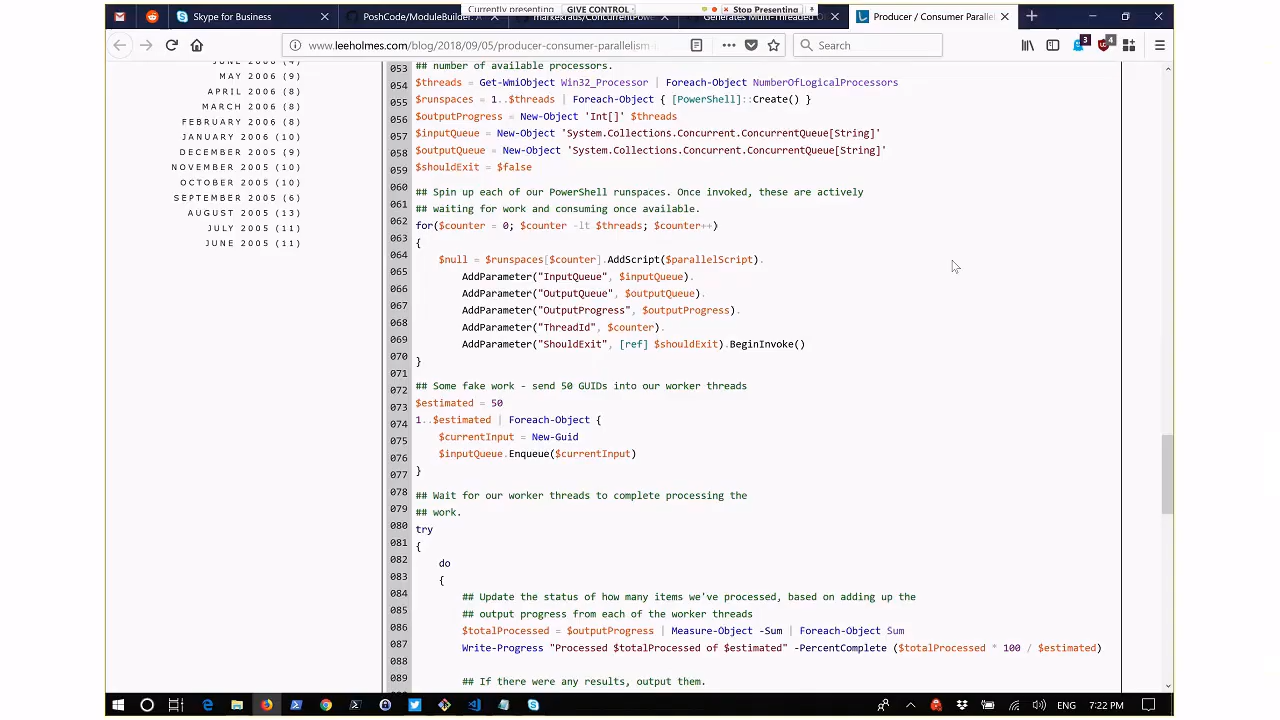 Currently presenting GIVE CONTROL Stop Presenting
Skype for Business
PoshCode/ModuleBuilder: A
markekraus/ConcurrentPowe
Generates Multi-Threaded O
Producer / Consumer Parallel
www.leeholmes.com/blog/2018/09/05/producer-consumer-parallelism-
Search
3
4
JUNE 2006 (4)
MAY 2006 (9)
APRIL 2006 (8)
MARCH 2006 (8)
FEBRUARY 2006 (8)
JANUARY 2006 (10)
DECEMBER 2005 (9)
NOVEMBER 2005 (10)
OCTOBER 2005 (10)
SEPTEMBER 2005 (6)
AUGUST 2005 (13)
JULY 2005 (11)
JUNE 2005 (11)
053 ## number of available processors.
054 $threads = Get-WmiObject Win32_Processor | Foreach-Object NumberOfLogicalProcessors
055 $runspaces = 1..$threads | Foreach-Object { [PowerShell]::Create() }
056 $outputProgress = New-Object 'Int[]' $threads
057 $inputQueue = New-Object 'System.Collections.Concurrent.ConcurrentQueue[String]'
058 $outputQueue = New-Object 'System.Collections.Concurrent.ConcurrentQueue[String]'
059 $shouldExit = $false
060 ## Spin up each of our PowerShell runspaces. Once invoked, these are actively
061 ## waiting for work and consuming once available.
062 for($counter = 0; $counter -lt $threads; $counter++)
063 {
064 $null = $runspaces[$counter].AddScript($parallelScript).
065 AddParameter("InputQueue", $inputQueue).
066 AddParameter("OutputQueue", $outputQueue).
067 AddParameter("OutputProgress", $outputProgress).
068 AddParameter("ThreadId", $counter).
069 AddParameter("ShouldExit", [ref] $shouldExit).BeginInvoke()
070 }
071
072 ## Some fake work - send 50 GUIDs into our worker threads
073 $estimated = 50
074 1..$estimated | Foreach-Object {
075 $currentInput = New-Guid
076 $inputQueue.Enqueue($currentInput)
077 }
078 ## Wait for our worker threads to complete processing the
079 ## work.
080 try
081 {
082 do
083 {
084 ## Update the status of how many items we've processed, based on adding up the
085 ## output progress from each of the worker threads
086 $totalProcessed = $outputProgress | Measure-Object -Sum | Foreach-Object Sum
087 Write-Progress "Processed $totalProcessed of $estimated" -PercentComplete ($totalProcessed * 100 / $estimated)
088
089 ## If there were any results, output them.
ENG 7:22 PM